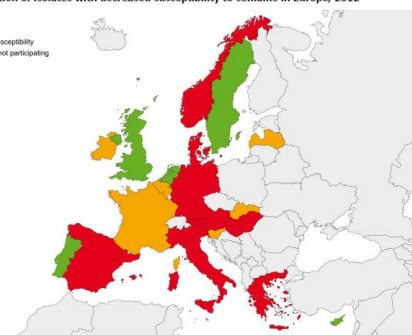 tion of isolates with decreased susceptibility to cefixime in Europe, 2012
sceptibility
not participating